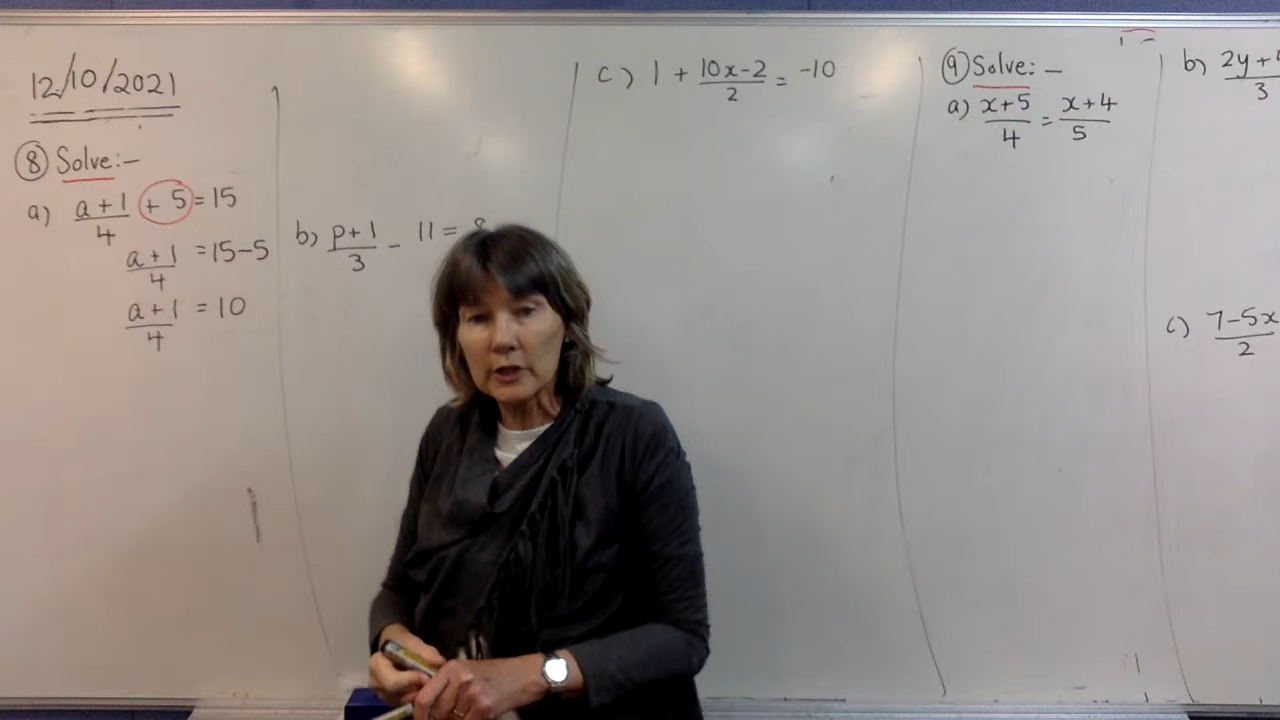 12/10/2021
⑧ Solve:-
a) (a+1)/4 + 5 = 15
(a+1)/4 = 15-5
(a+1)/4 = 10
b) (p+1)/3 - 11 =
c) 1 + (10x-2)/2 = -10
⑨ Solve:-
a) (x+5)/4 = (x+4)/5
b) (2y+)/3
c) (7-5x)/2